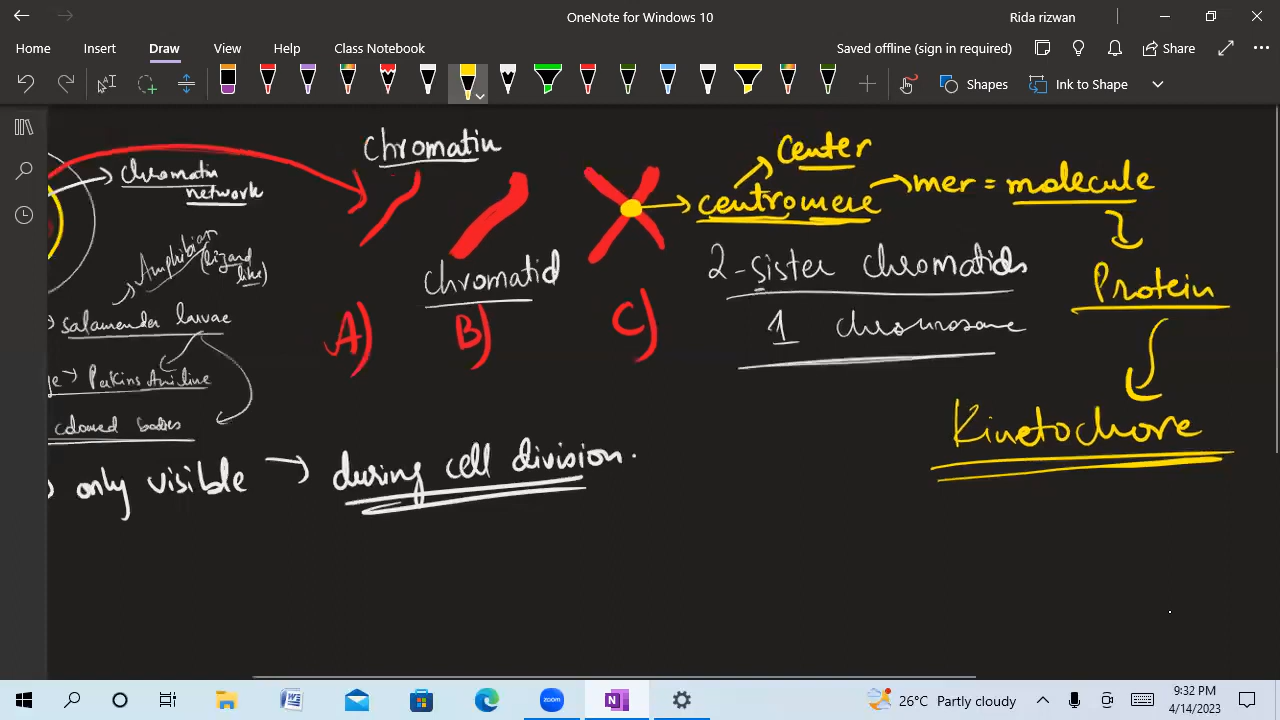 OneNote for Windows 10
Rida rizwan
Home Insert Draw View Help Class Notebook
Saved offline (sign in required)
Share
Shapes
Ink to Shape
Chromatin
Center
Chromatin
network
centromere
mer = molecule
Amphibian
(lizard
like)
2-sister chromatids
Chromatid
Protein
salamender larvae
A)
B)
C)
1 chromosome
Perkins Aniline
coloured bodies
Kinetochore
only visible → during cell division.
26°C Partly cloudy
9:32 PM
4/14/2023
zoom